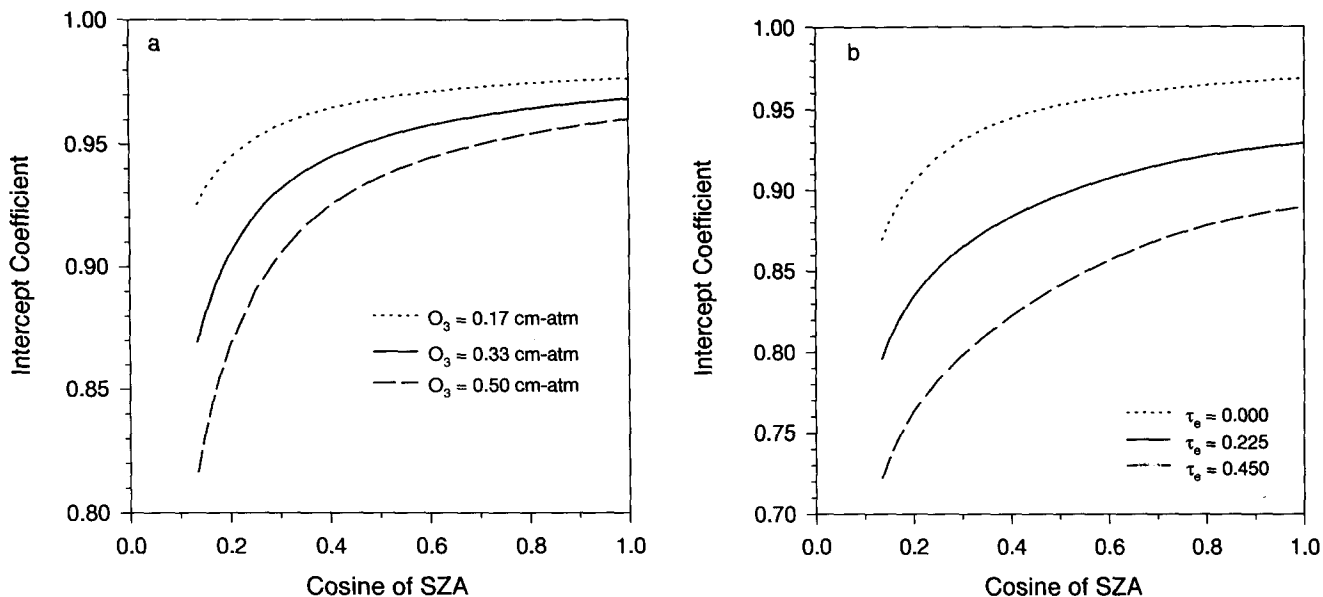 a
1.00
0.95
0.90
0.85
0.80
Intercept Coefficient
O₃ = 0.17 cm-atm
O₃ = 0.33 cm-atm
O₃ = 0.50 cm-atm
0.0 0.2 0.4 0.6 0.8 1.0
Cosine of SZA
b
1.00
0.95
0.90
0.85
0.80
0.75
0.70
Intercept Coefficient
τₑ = 0.000
τₑ = 0.225
τₑ = 0.450
0.0 0.2 0.4 0.6 0.8 1.0
Cosine of SZA